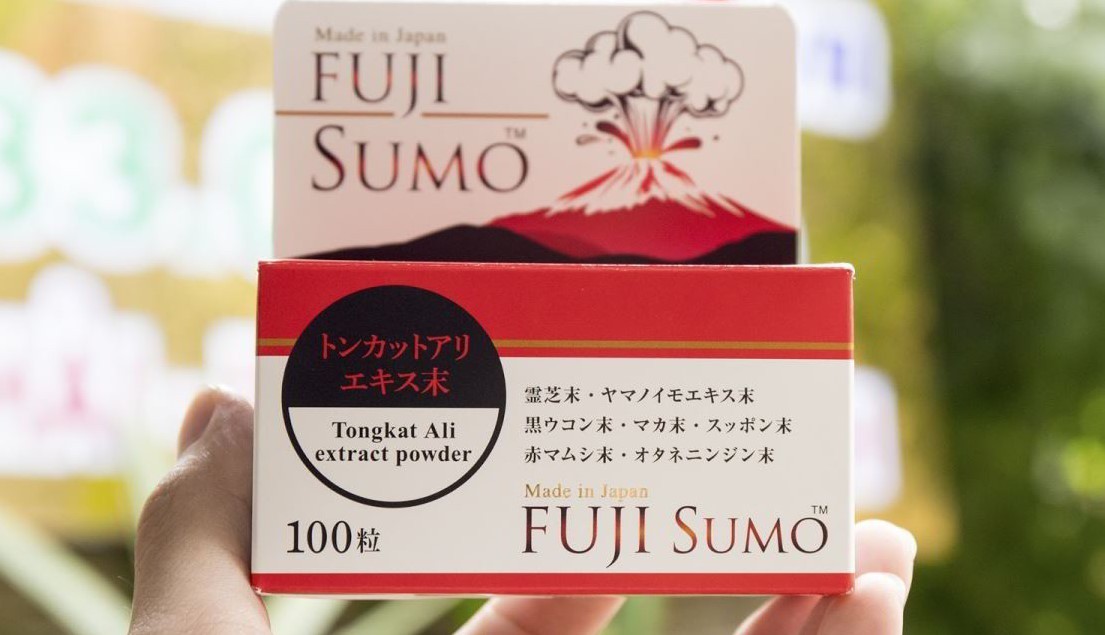 Made in Japan
FUJI
SUMO™
トンカットアリ
エキス末
Tongkat Ali
extract powder
100粒
霊芝末・ヤマノイモエキス末
黒ウコン末・マカ末・スッポン末
赤マムシ末・オタネニンジン末
Made in Japan
FUJI SUMO™